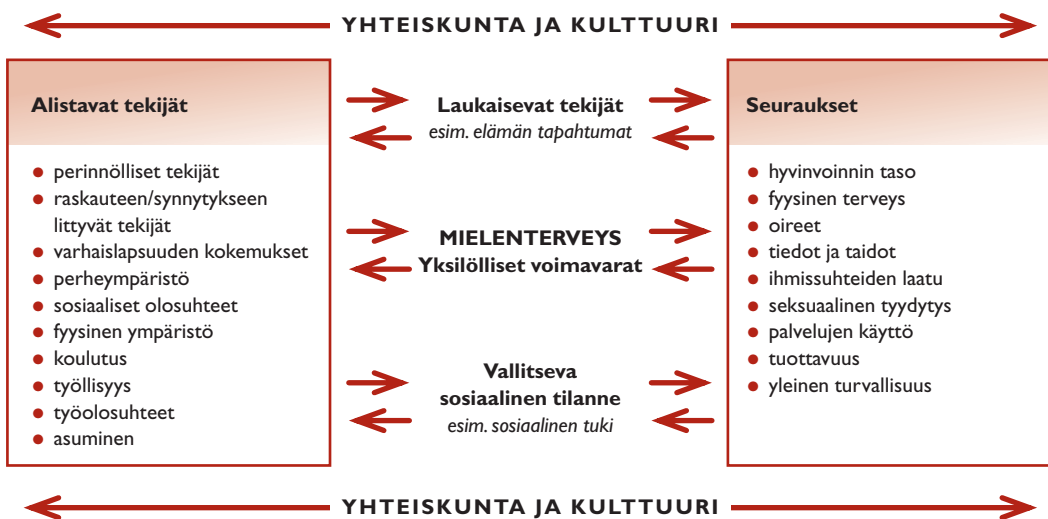 YHTEISKUNTA JA KULTTUURI
Alistavat tekijät
perinnölliset tekijät
raskauteen/synnytykseen
littyvät tekijät
varhaislapsuuden kokemukset
perheympäristö
sosiaaliset olosuhteet
fyysinen ympäristö
koulutus
työllisyys
työolosuhteet
asuminen
Laukaisevat tekijät
esim. elämän tapahtumat
MIELENTERVEYS
Yksilölliset voimavarat
Vallitseva
sosiaalinen tilanne
esim. sosiaalinen tuki
Seuraukset
hyvinvoinnin taso
fyysinen terveys
oireet
tiedot ja taidot
ihmissuhteiden laatu
seksuaalinen tyydytys
palvelujen käyttö
tuottavuus
yleinen turvallisuus
YHTEISKUNTA JA KULTTUURI